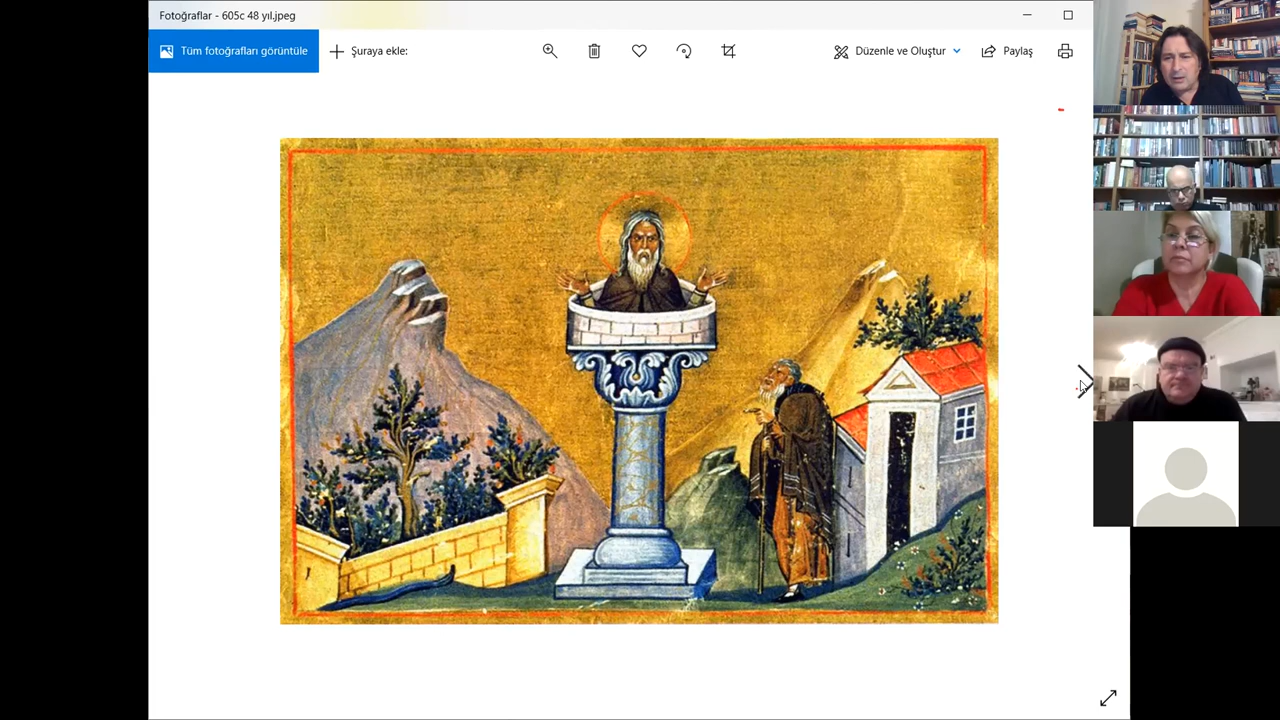 Fotoğraflar - 605c 48 yıl.jpeg
Tüm fotoğrafları görüntüle
Şuraya ekle:
Düzenle ve Oluştur
Paylaş